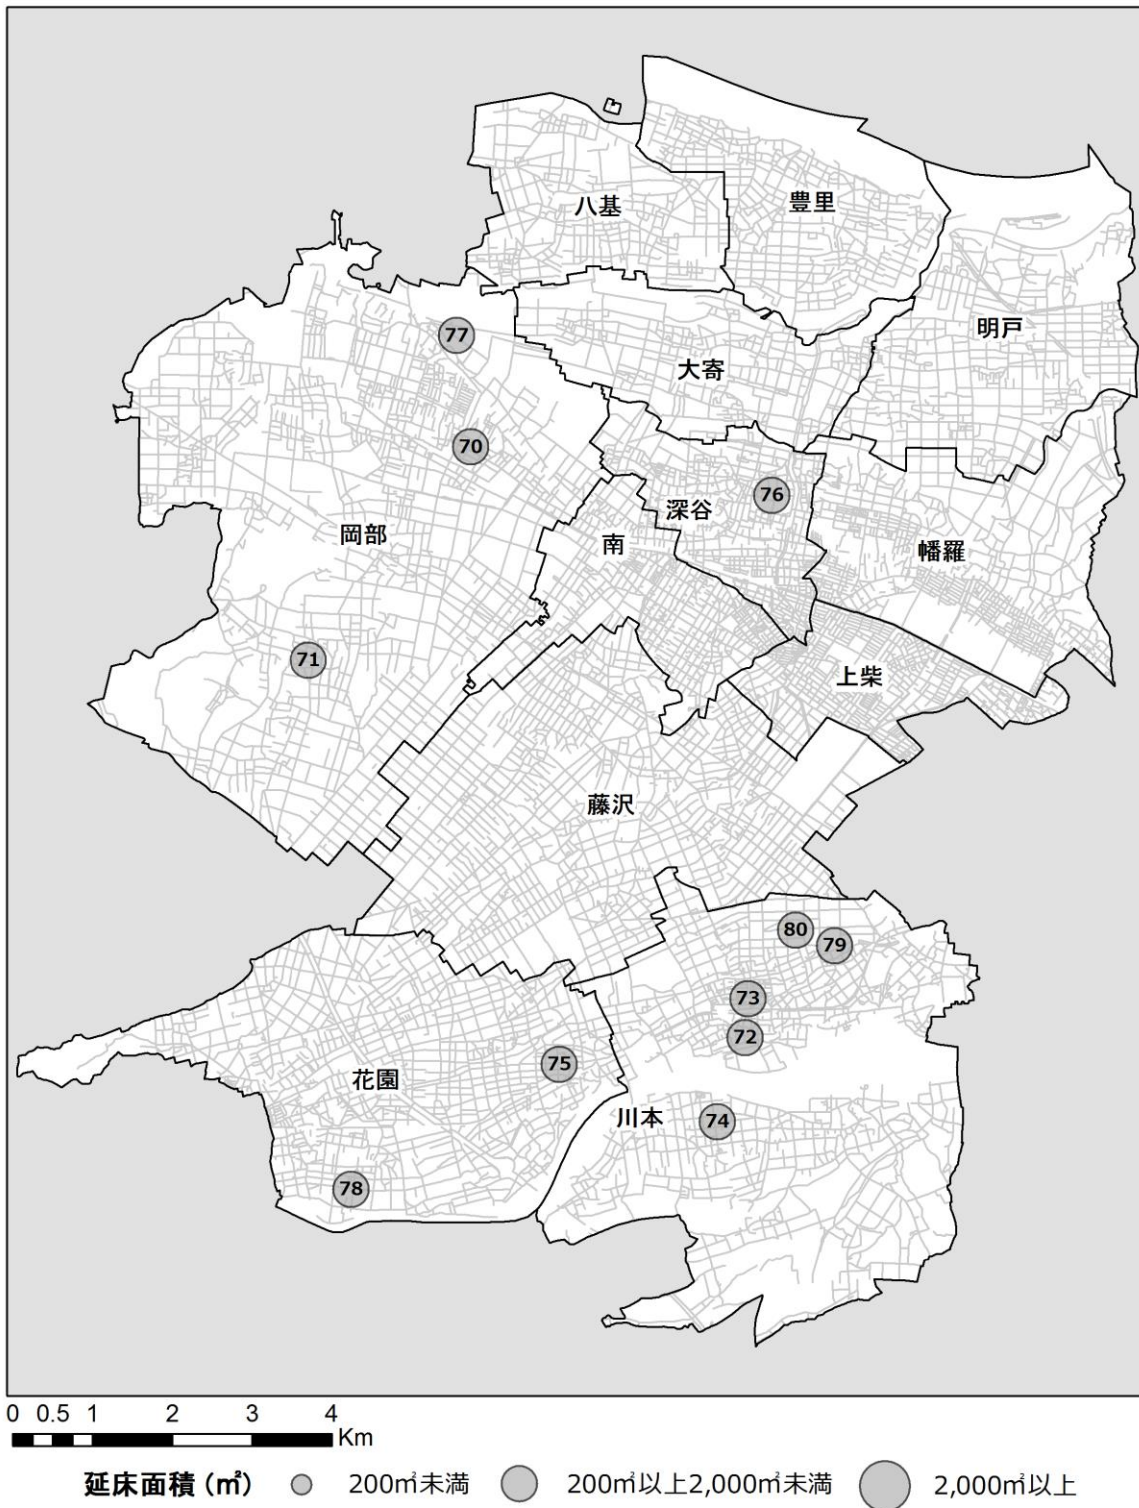 八基
豊里
明戸
77
大寄
70
76
深谷
岡部
南
幡羅
71
上柴
藤沢
80
79
73
72
75
花園
川本
74
78
0 0.5 1 2 3 4
Km
延床面積(㎡) 200㎡未満 200㎡以上2,000㎡未満 2,000㎡以上